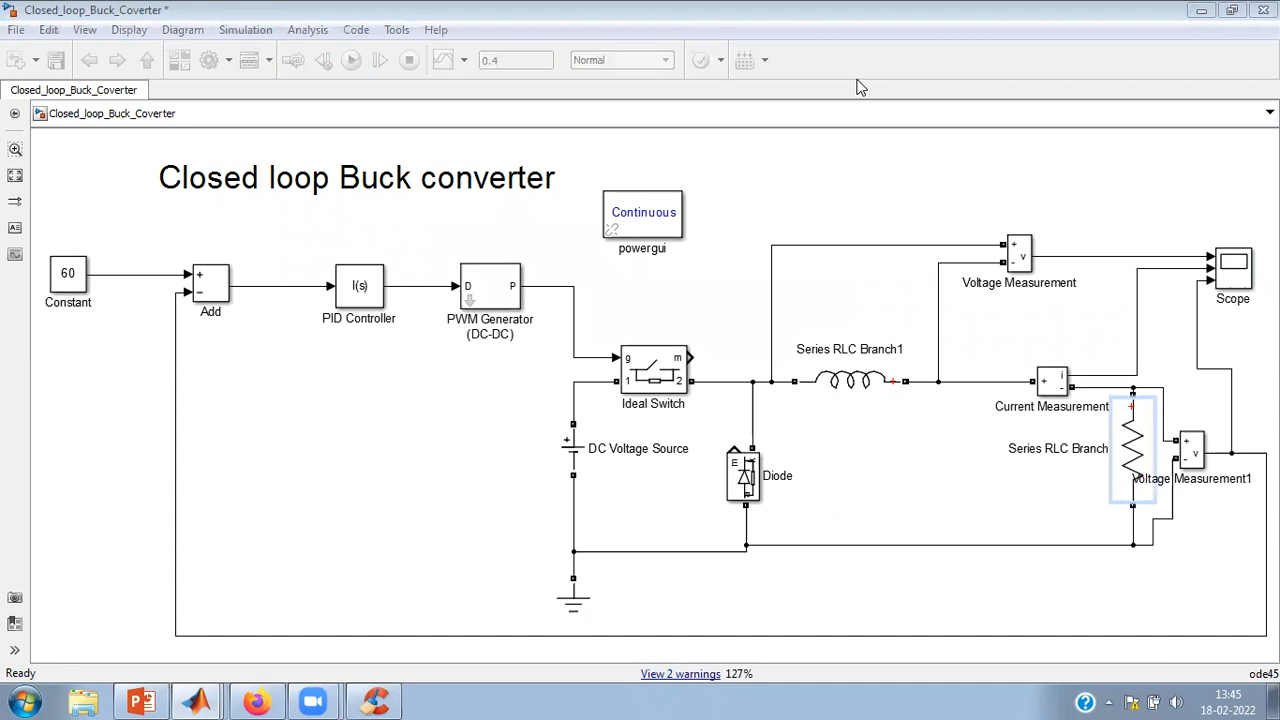 Closed_loop_Buck_Coverter *
File Edit View Display Diagram Simulation Analysis Code Tools Help
0.4 Normal
Closed_loop_Buck_Coverter
Closed_loop_Buck_Coverter
Closed loop Buck converter
Continuous
powergui
60
Constant
+
−
Add
I(s)
PID Controller
D P
PWM Generator
(DC-DC)
g m
1 2
Ideal Switch
+
DC Voltage Source
m
Diode
Series RLC Branch1
+
+
-
v
Voltage Measurement
Scope
+
i
-
Current Measurement
+
Series RLC Branch
+
-
v
Voltage Measurement1
Ready View 2 warnings 127% ode45
13:45
18-02-2022